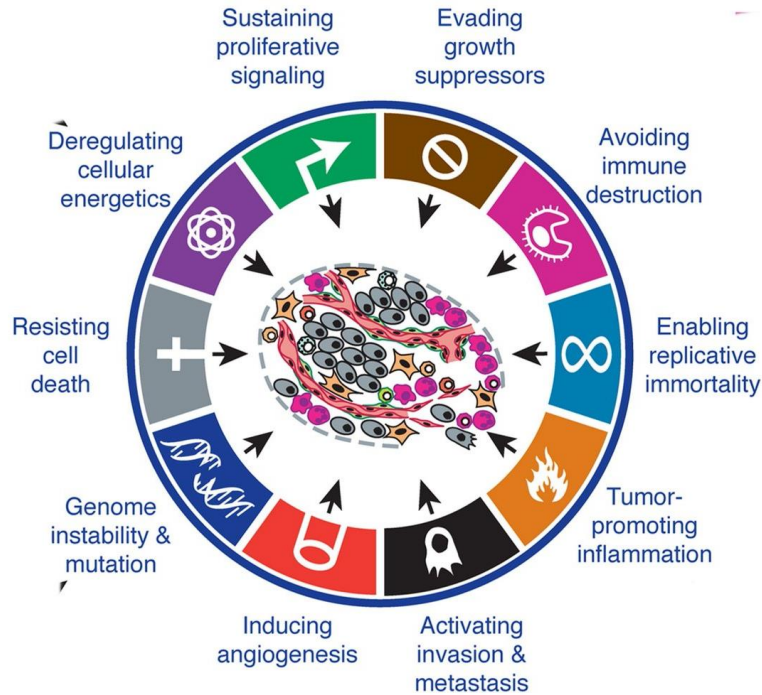 Sustaining
proliferative
signaling
Evading
growth
suppressors
Deregulating
cellular
energetics
Avoiding
immune
destruction
Resisting
cell
death
Enabling
replicative
immortality
Genome
instability &
mutation
Tumor-
promoting
inflammation
Inducing
angiogenesis
Activating
invasion &
metastasis